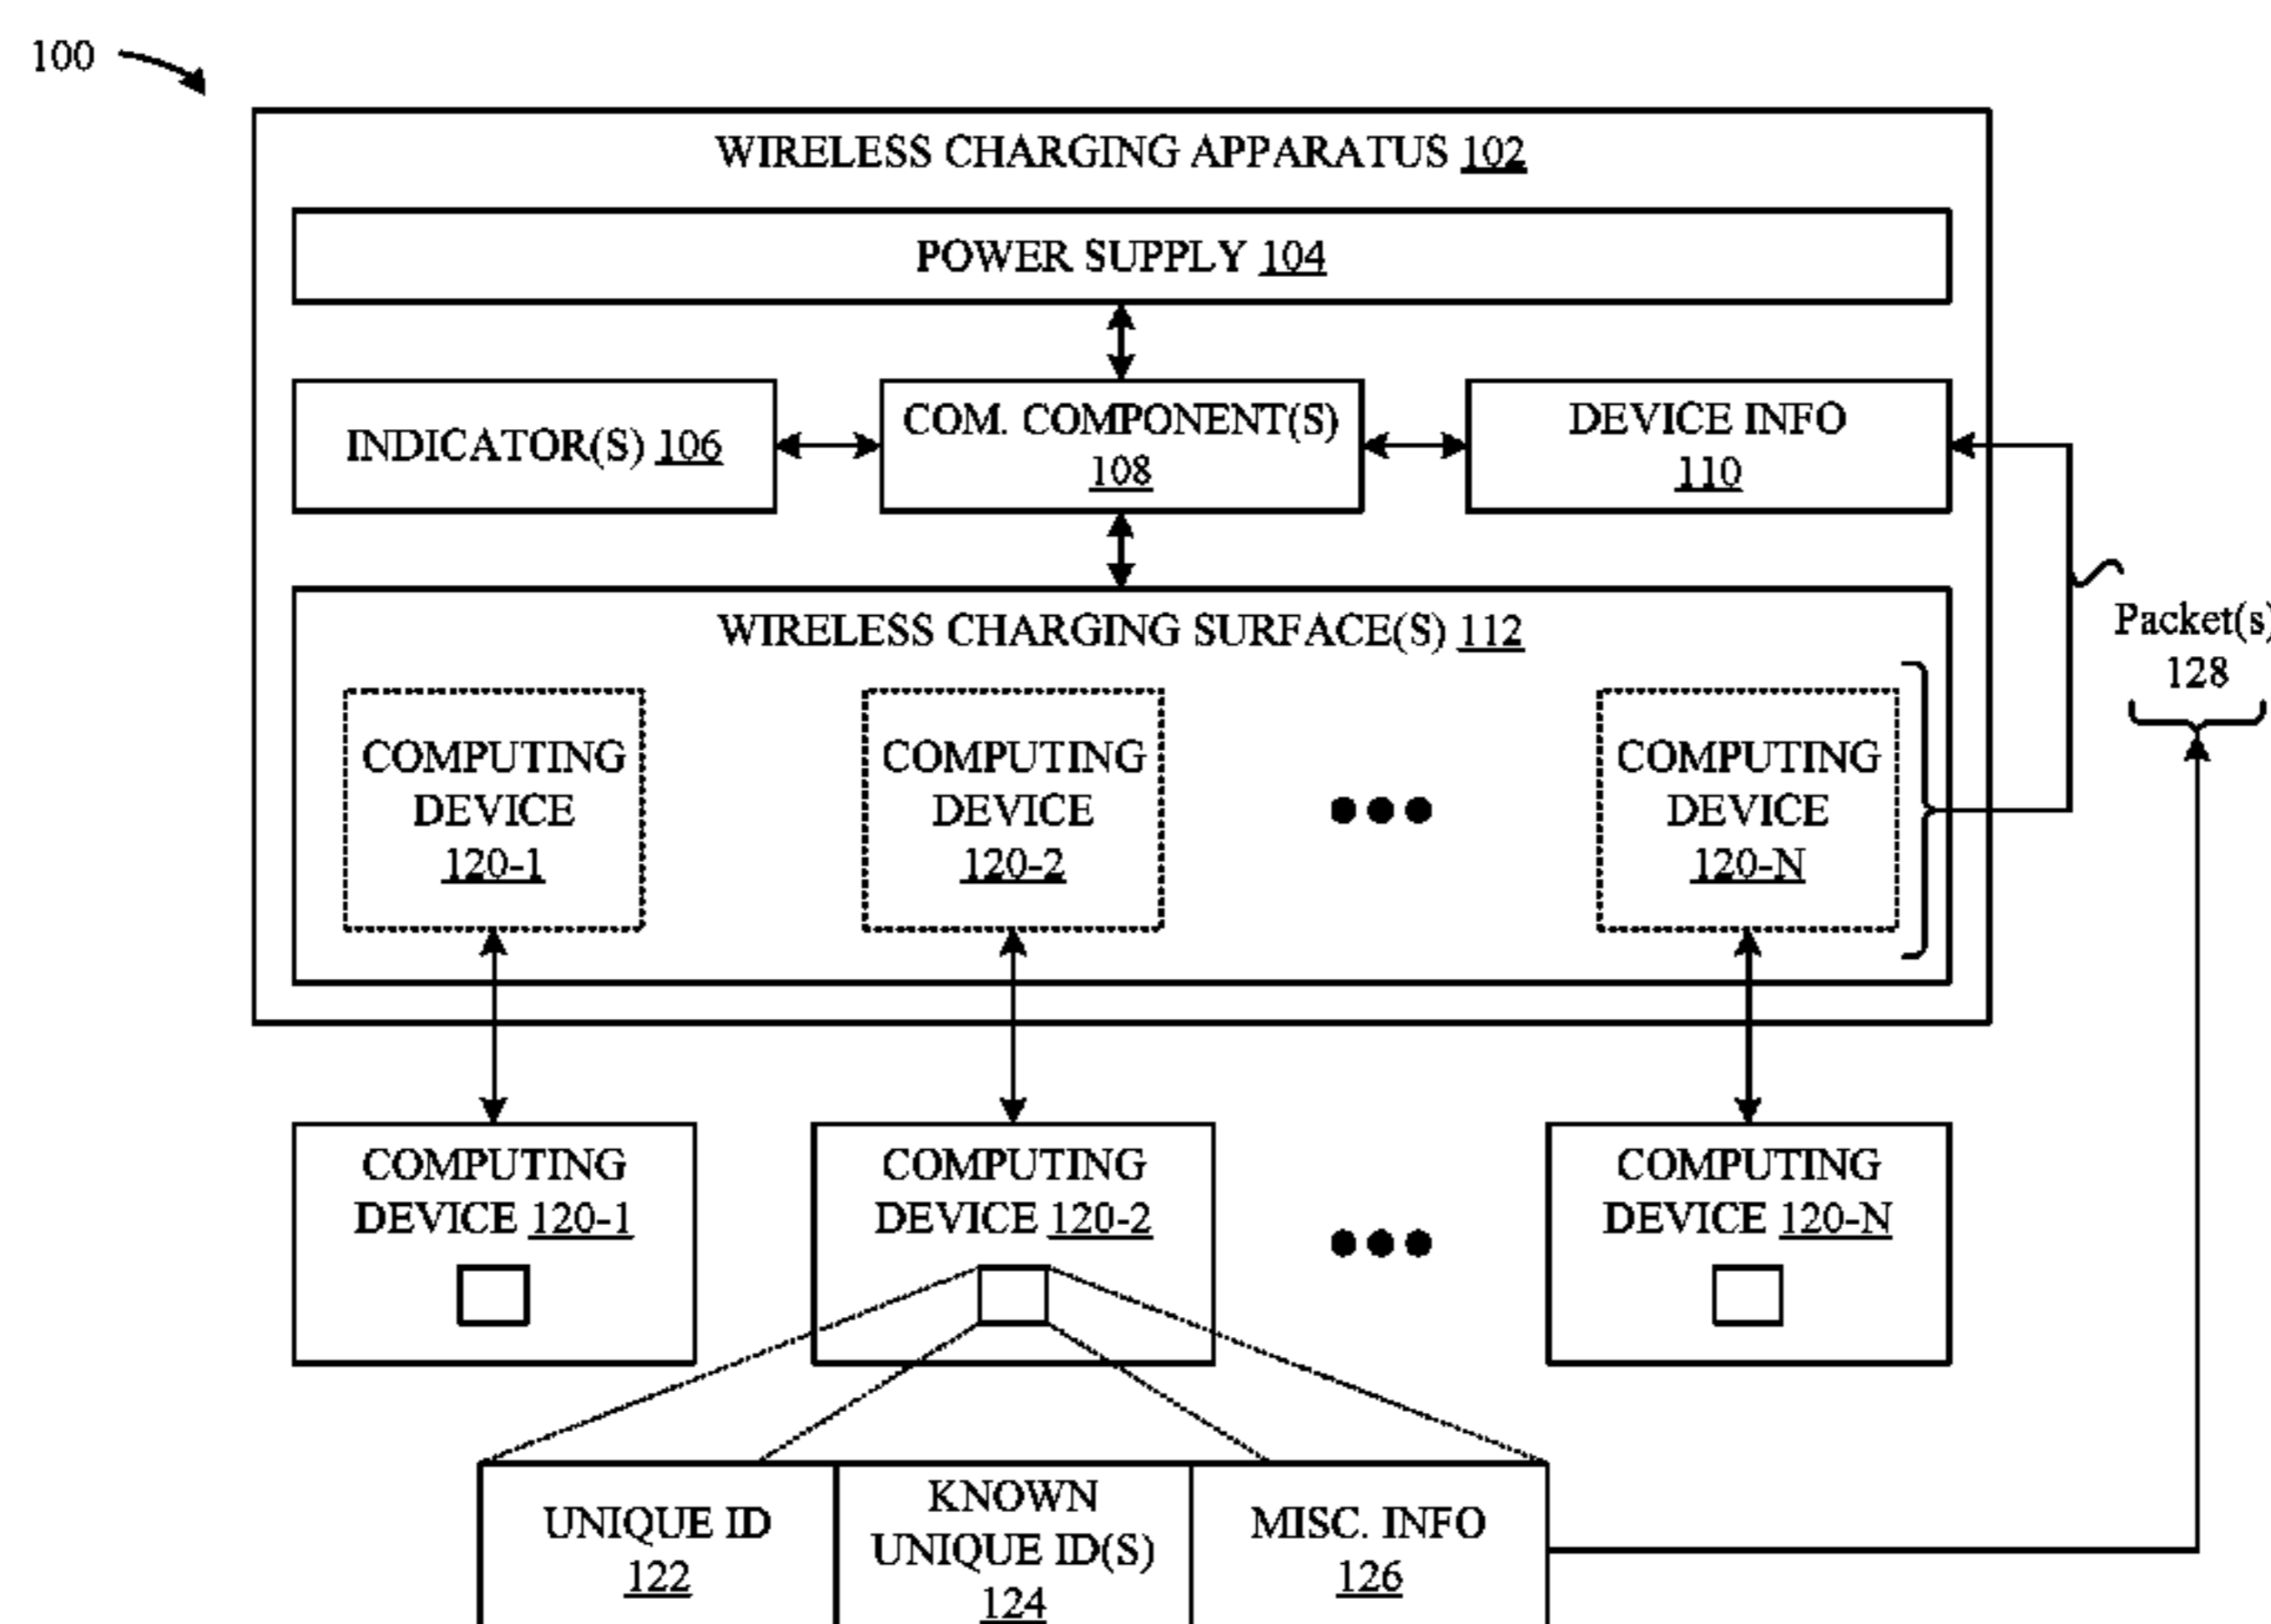 100
WIRELESS CHARGING APPARATUS 102
POWER SUPPLY 104
INDICATOR(S) 106
COM. COMPONENT(S)
108
DEVICE INFO
110
WIRELESS CHARGING SURFACE(S) 112
Packet(s)
128
COMPUTING
DEVICE
120-1
COMPUTING
DEVICE
120-2
COMPUTING
DEVICE
120-N
COMPUTING
DEVICE 120-1
COMPUTING
DEVICE 120-2
COMPUTING
DEVICE 120-N
UNIQUE ID
122
KNOWN
UNIQUE ID(S)
124
MISC. INFO
126